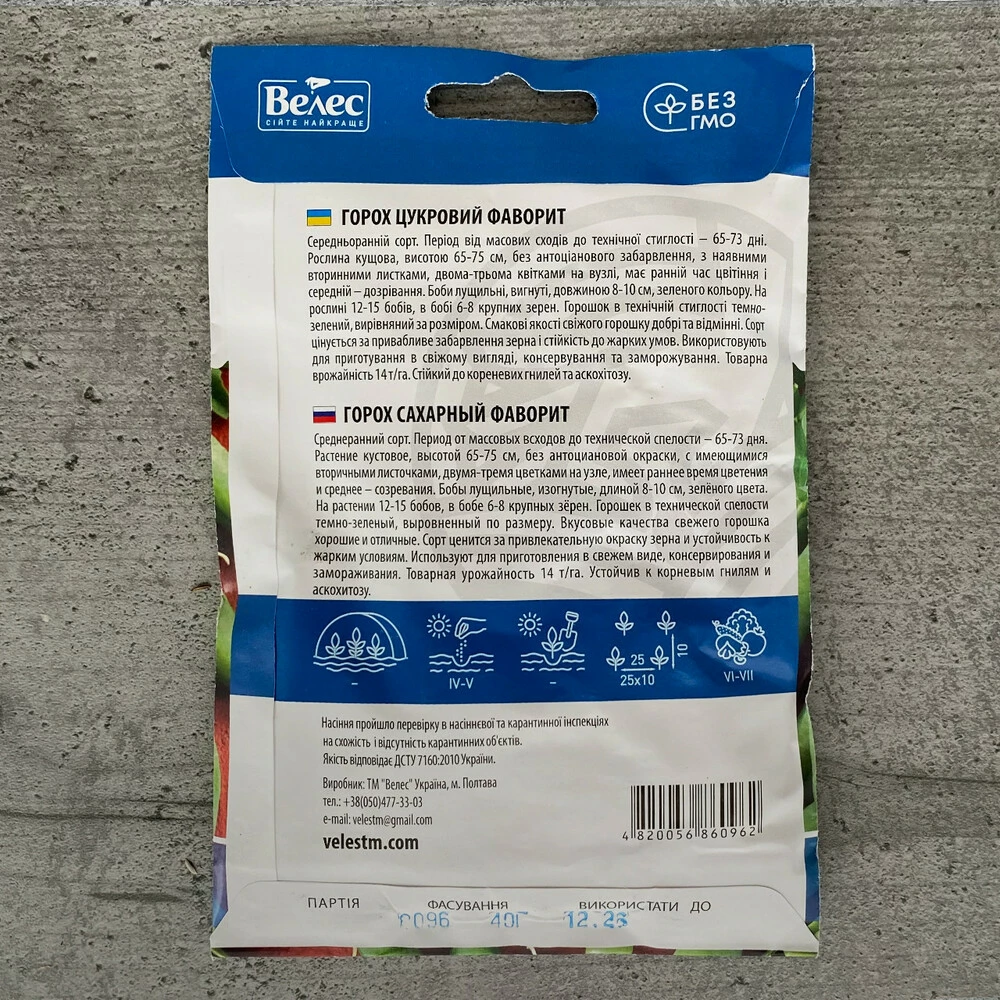 Велес
СІЙТЕ НАЙКРАЩЕ
БЕЗ
ГМО
ГОРОХ ЦУКРОВИЙ ФАВОРИТ
Середньоранній сорт. Період від масових сходів до технічної стиглості – 65-73 дні.
Рослина кущова, висотою 65-75 см, без антоціанового забарвлення, з наявними
вторинними листками, двома-трьома квітками на вузлі, має ранній час цвітіння і
середній – дозрівання. Боби лущильні, вигнуті, довжиною 8-10 см, зеленого кольору. На
рослині 12-15 бобів, в бобі 6-8 крупних зерен. Горошок в технічній стиглості темно-
зелений, вирівняний за розміром. Смакові якості свіжого горошку добрі та відмінні. Сорт
цінується за привабливе забарвлення зерна і стійкість до жарких умов. Використовують
для приготування в свіжому вигляді, консервування та заморожування. Товарна
врожайність 14 т/га. Стійкий до кореневих гнилей та аскохітозу.
ГОРОХ САХАРНЫЙ ФАВОРИТ
Среднеранний сорт. Период от массовых всходов до технической спелости – 65-73 дня.
Растение кустовое, высотой 65-75 см, без антоциановой окраски, с имеющимися
вторичными листочками, двумя-тремя цветками на узле, имеет раннее время цветения
и среднее – созревания. Бобы лущильные, изогнутые, длиной 8-10 см, зелёного цвета.
На растении 12-15 бобов, в бобе 6-8 крупных зёрен. Горошек в технической спелости
темно-зеленый, выровненный по размеру. Вкусовые качества свежего горошка
хорошие и отличные. Сорт ценится за привлекательную окраску зерна и устойчивость к
жарким условиям. Используют для приготовления в свежем виде, консервирования и
замораживания. Товарная урожайность 14 т/га. Устойчив к корневым гнилям и
аскохитозу.
– IV-V – 25 10 25x10 VI-VII
Насіння пройшло перевірку в насіннєвої та карантинної інспекціях
на схожість і відсутність карантинних об'єктів.
Якість відповідає ДСТУ 7160:2010 України.
Виробник: ТМ "Велес" Україна, м. Полтава
тел.: +38(050)477-33-03
e-mail: velestm@gmail.com
velestm.com
4 820056 860962
ПАРТІЯ ФАСУВАННЯ ВИКОРИСТАТИ ДО
40Г